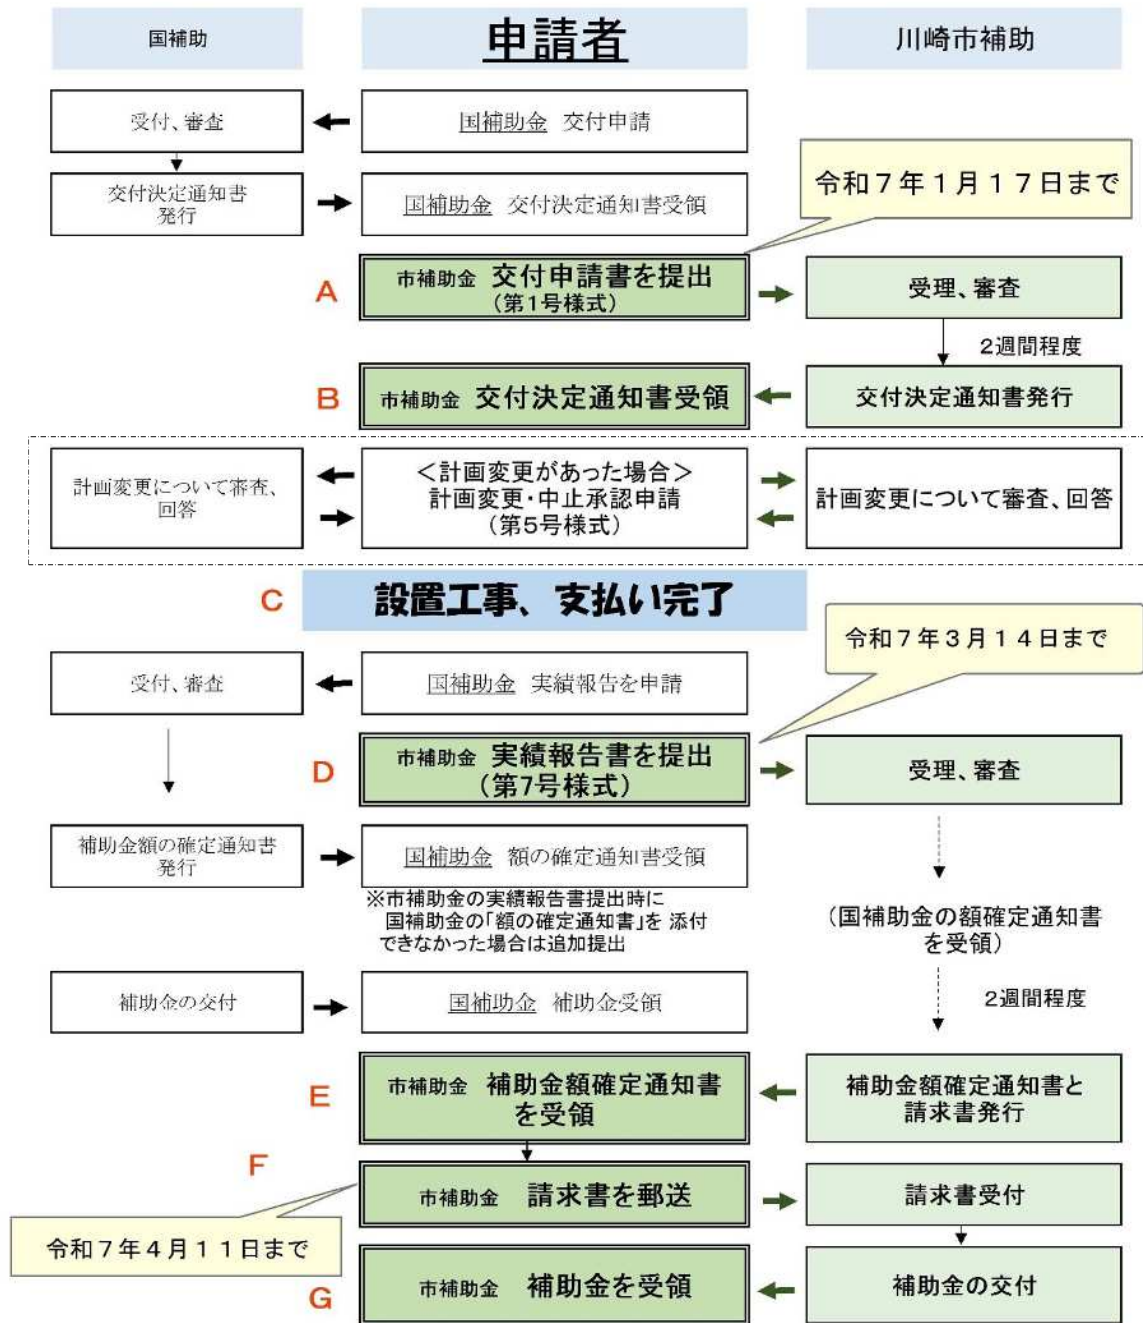 国補助
申請者
川崎市補助
受付、審査
国補助金 交付申請
令和７年１月１７日まで
交付決定通知書
発行
国補助金 交付決定通知書受領
A
市補助金 交付申請書を提出
(第1号様式)
受理、審査
2週間程度
B
市補助金 交付決定通知書受領
交付決定通知書発行
計画変更について審査、
回答
＜計画変更があった場合＞
計画変更・中止承認申請
(第5号様式)
計画変更について審査、回答
C
設置工事、支払い完了
令和７年３月１４日まで
受付、審査
国補助金 実績報告を申請
D
市補助金 実績報告書を提出
(第7号様式)
受理、審査
補助金額の確定通知書
発行
国補助金 額の確定通知書受領
※市補助金の実績報告書提出時に
国補助金の「額の確定通知書」を 添付
できなかった場合は追加提出
(国補助金の額確定通知書
を受領)
補助金の交付
国補助金 補助金受領
2週間程度
E
市補助金 補助金額確定通知書
を受領
補助金額確定通知書と
請求書発行
F
市補助金 請求書を郵送
請求書受付
令和７年４月１１日まで
G
市補助金 補助金を受領
補助金の交付